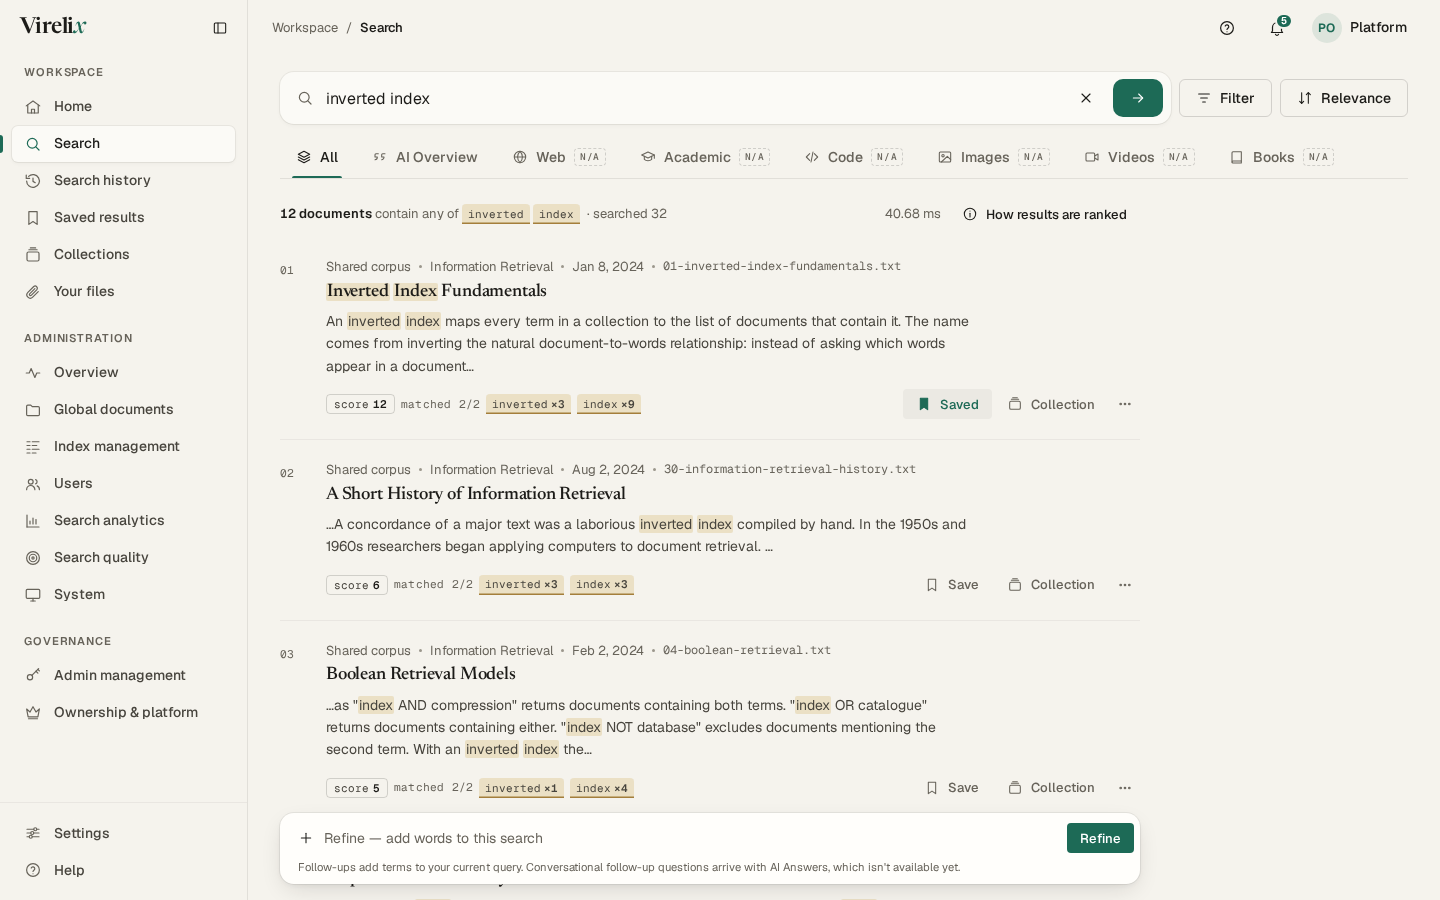 Virelix
Workspace / Search
5
PO Platform
WORKSPACE
Home
Search
Search history
Saved results
Collections
Your files
ADMINISTRATION
Overview
Global documents
Index management
Users
Search analytics
Search quality
System
GOVERNANCE
Admin management
Ownership & platform
Settings
Help
inverted index
Filter
Relevance
All
AI Overview
Web N/A
Academic N/A
Code N/A
Images N/A
Videos N/A
Books N/A
12 documents contain any of inverted index · searched 32
40.68 ms
How results are ranked
01
Shared corpus • Information Retrieval • Jan 8, 2024 • 01-inverted-index-fundamentals.txt
Inverted Index Fundamentals
An inverted index maps every term in a collection to the list of documents that contain it. The name
comes from inverting the natural document-to-words relationship: instead of asking which words
appear in a document…
score 12 matched 2/2 inverted ×3 index ×9
Saved
Collection
02
Shared corpus • Information Retrieval • Aug 2, 2024 • 30-information-retrieval-history.txt
A Short History of Information Retrieval
…A concordance of a major text was a laborious inverted index compiled by hand. In the 1950s and
1960s researchers began applying computers to document retrieval. …
score 6 matched 2/2 inverted ×3 index ×3
Save
Collection
03
Shared corpus • Information Retrieval • Feb 2, 2024 • 04-boolean-retrieval.txt
Boolean Retrieval Models
…as "index AND compression" returns documents containing both terms. "index OR catalogue"
returns documents containing either. "index NOT database" excludes documents mentioning the
second term. With an inverted index the…
score 5 matched 2/2 inverted ×1 index ×4
Save
Collection
Refine — add words to this search
Refine
Follow-ups add terms to your current query. Conversational follow-up questions arrive with AI Answers, which isn't available yet.